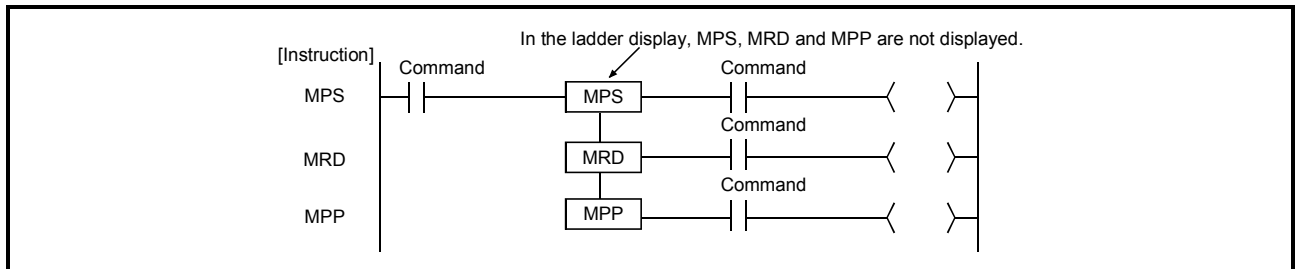 In the ladder display, MPS, MRD and MPP are not displayed.
[Instruction]
Command Command
MPS MPS
Command
MRD MRD
Command
MPP MPP